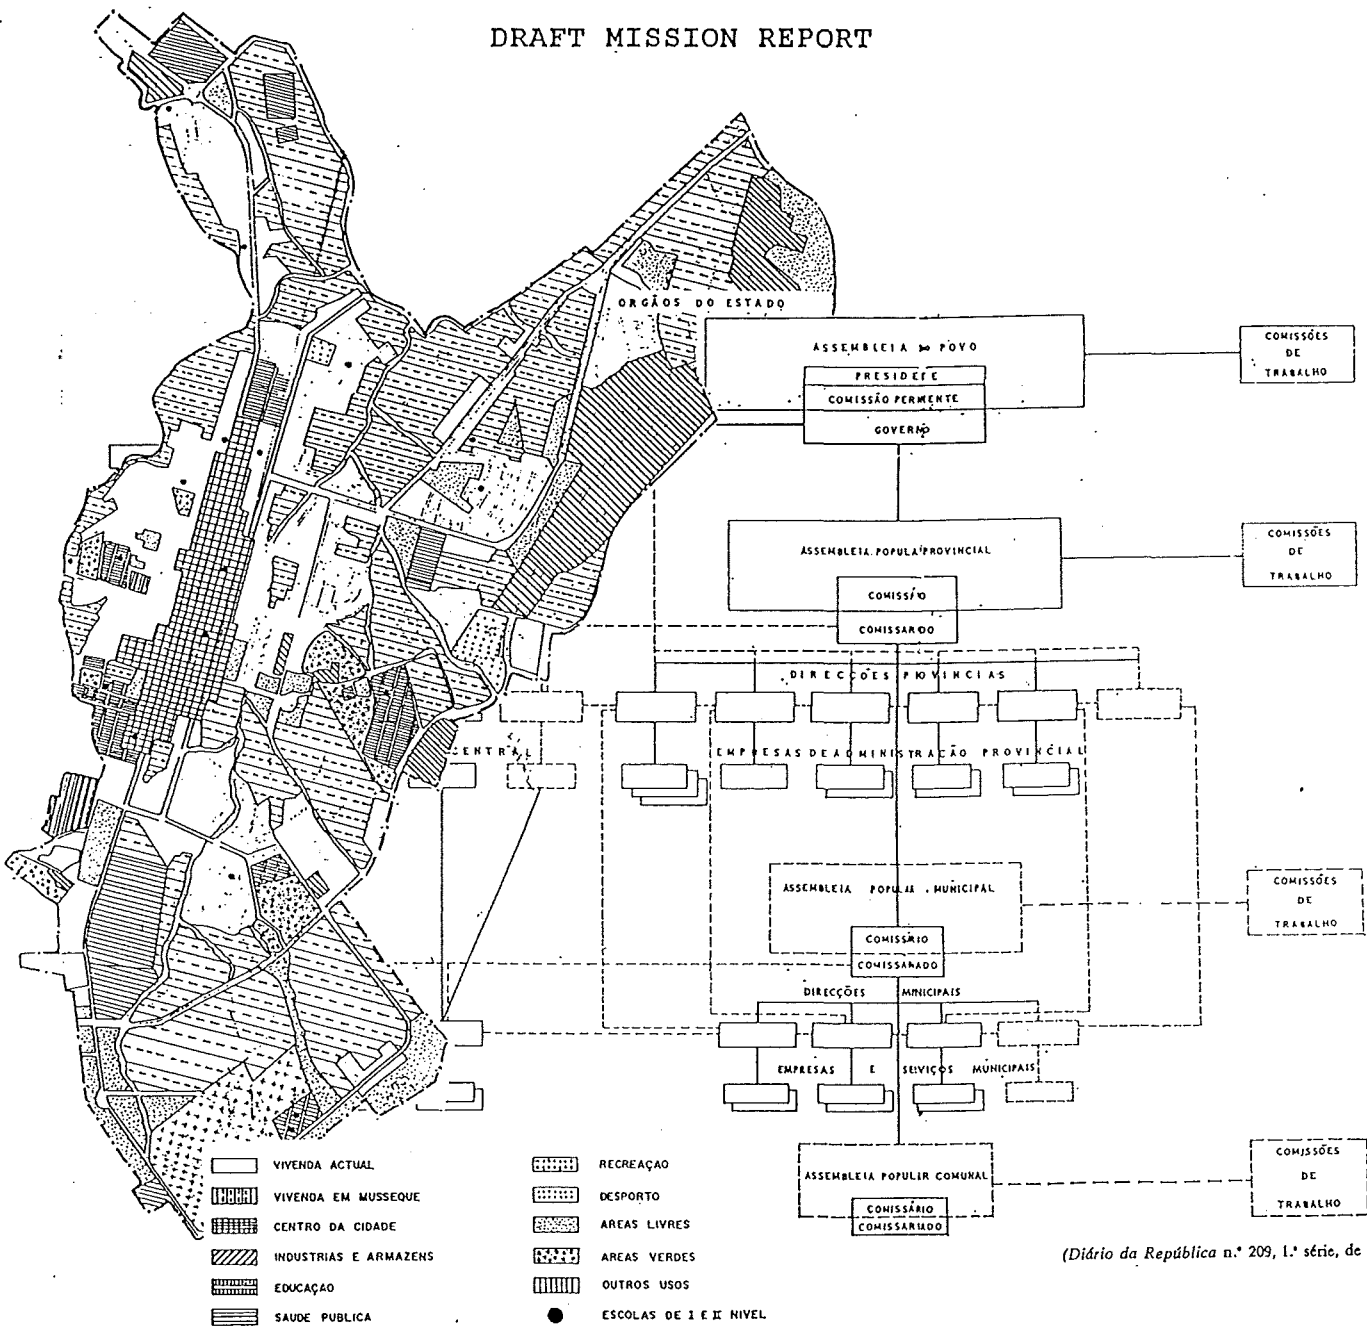 DRAFT MISSION REPORT
ORGÃOS DO ESTADO
ASSEMBLEIA DO POVO
PRESIDETE
COMISSÃO PERMENTE
GOVERNO
COMISSÕES
DE
TRABALHO
ASSEMBLEIA POPULA PROVINCIAL
COMISSÍO
COMISSARDO
COMISSÕES
DE
TRABALHO
DIRECÇÕES PROVINCIAS
CENTRAL
EMPRESAS DE ADMINISTRAÇÃO PROVINCIAL
ASSEMBLEIA POPULAR MUNICIPAL
COMISSÁRIO
COMISSARIADO
COMISSÕES
DE
TRABALHO
DIRECÇÕES MUNICIPAIS
EMPRESAS E SERVIÇOS MUNICIPAIS
ASSEMBLEIA POPULAR COMUNAL
COMISSÁRIO
COMISSARIADO
COMISSÕES
DE
TRABALHO
(Diário da República n.º 209, 1.ª série, de
VIVENDA ACTUAL
VIVENDA EM MUSSEQUE
CENTRO DA CIDADE
INDUSTRIAS E ARMAZENS
EDUCAÇAO
SAUDE PUBLICA
RECREAÇAO
DESPORTO
AREAS LIVRES
AREAS VERDES
OUTROS USOS
ESCOLAS DE I E II NIVEL